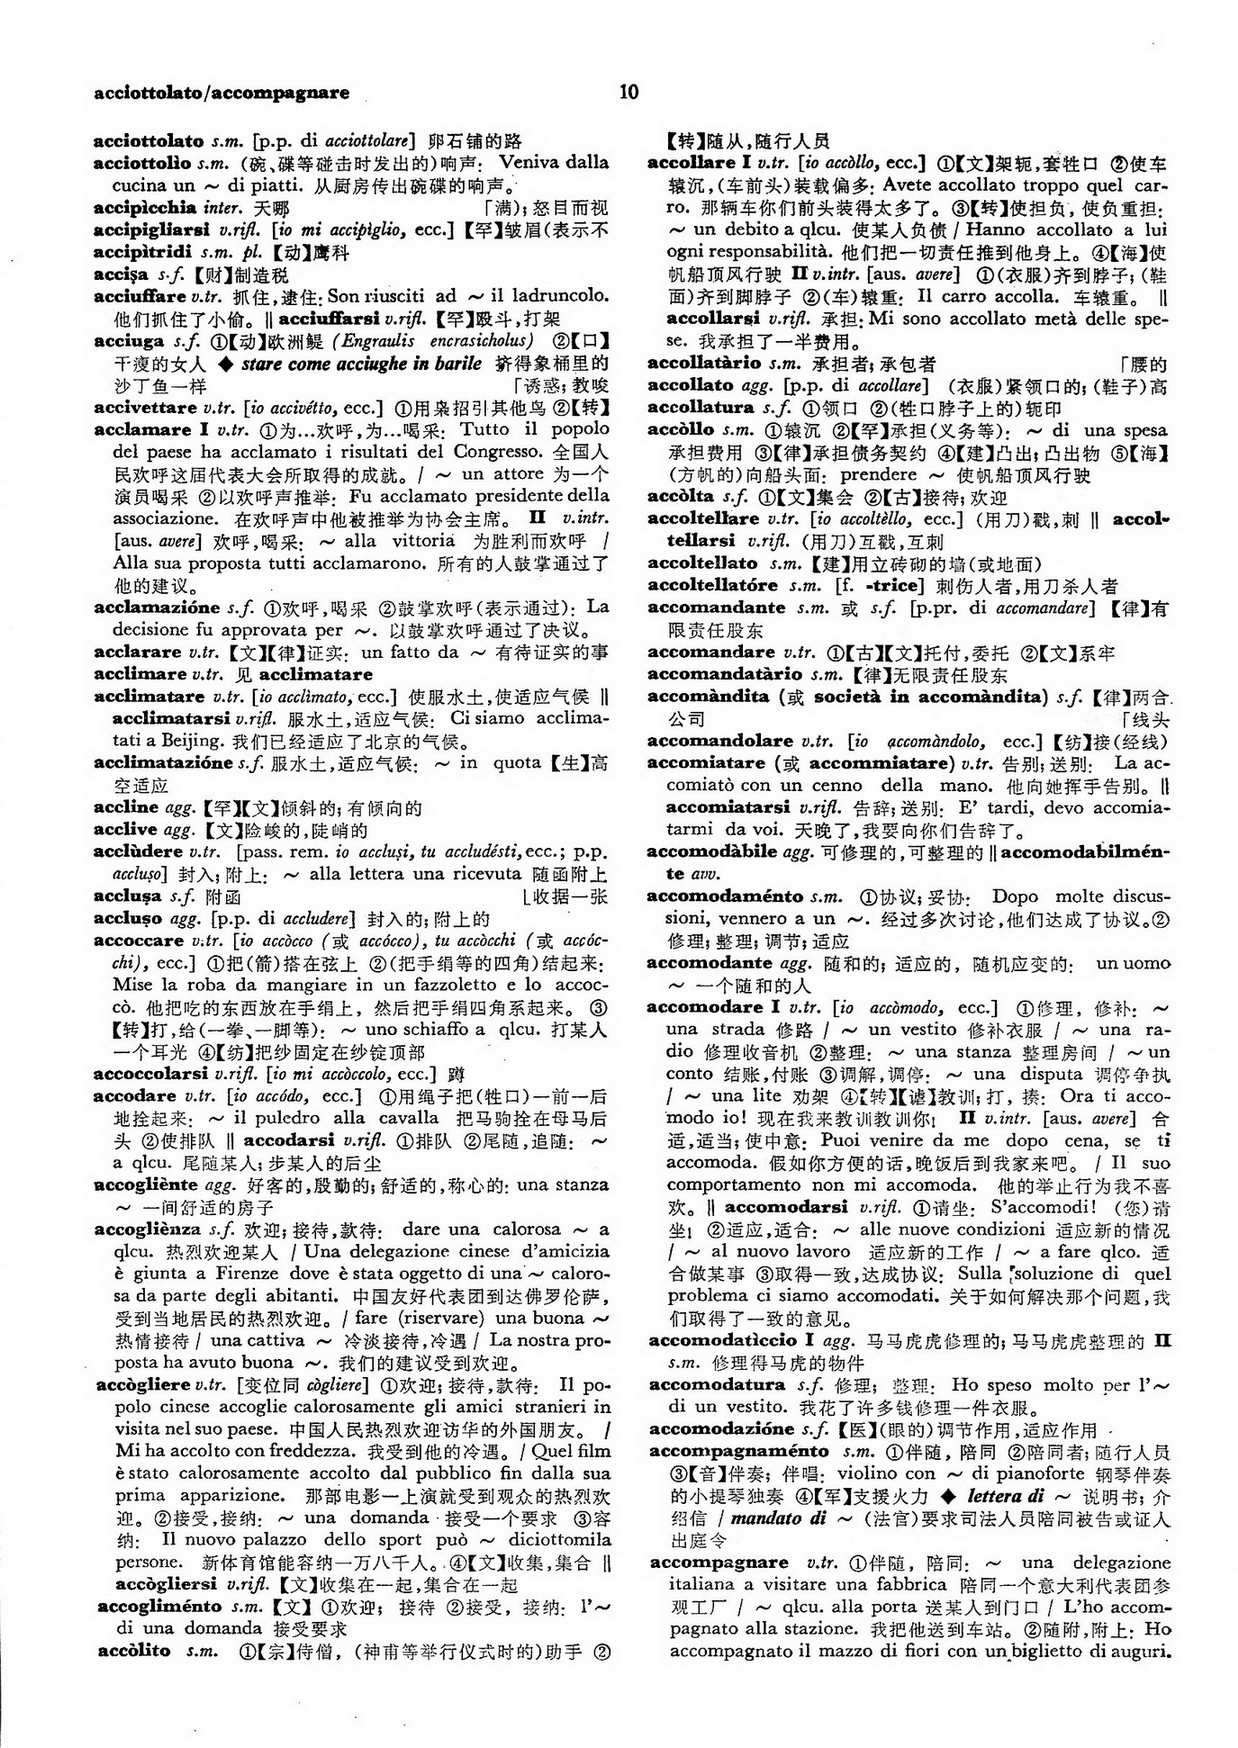 acciottolato/accompagnare
10
acciottolato s.m. [p.p. di acciottolare] 卵石铺的路
acciottolìo s.m. (碗、碟等碰击时发出的)响声: Veniva dalla
cucina un ~ di piatti. 从厨房传出碗碟的响声。
accipìcchia inter. 天哪 「满); 怒目而视
accipigliarsi v.rifl. [io mi accipìglio, ecc.]【罕】皱眉(表示不
accipìtridi s.m. pl.【动】鹰科
accisa s.f.【财】制造税
acciuffare v.tr. 抓住,逮住: Son riusciti ad ~ il ladruncolo.
他们抓住了小偷。‖ acciuffarsi v.rifl.【罕】殴斗,打架
acciuga s.f. ①【动】欧洲鳀 (Engraulis encrasicholus) ②【口】
干瘦的女人 ◆ stare come acciughe in barile 挤得象桶里的
沙丁鱼一样 「诱惑; 教唆
accivettare v.tr. [io accivétto, ecc.] ①用枭招引其他鸟 ②【转】
acclamare I v.tr. ①为...欢呼,为...喝采: Tutto il popolo
del paese ha acclamato i risultati del Congresso. 全国人
民欢呼这届代表大会所取得的成就。/ ~ un attore 为一个
演员喝采 ②以欢呼声推举: Fu acclamato presidente della
associazione. 在欢呼声中他被推举为协会主席。 II v.intr.
[aus. avere] 欢呼,喝采: ~ alla vittoria 为胜利而欢呼 /
Alla sua proposta tutti acclamarono. 所有的人鼓掌通过了
他的建议。
acclamazióne s.f. ①欢呼,喝采 ②鼓掌欢呼(表示通过): La
decisione fu approvata per ~. 以鼓掌欢呼通过了决议。
acclarare v.tr.【文】【律】证实: un fatto da ~ 有待证实的事
acclimare v.tr. 见 acclimatare
acclimatare v.tr. [io acclìmato, ecc.] 使服水土,使适应气候 ‖
acclimatarsi v.rifl. 服水土,适应气候: Ci siamo acclima-
tati a Beijing. 我们已经适应了北京的气候。
acclimatazióne s.f. 服水土,适应气候: ~ in quota【生】高
空适应
accline agg.【罕】【文】倾斜的; 有倾向的
acclive agg.【文】险峻的,陡峭的
acclùdere v.tr. [pass. rem. io acclusi, tu accludésti, ecc.; p.p.
accluso] 封入; 附上: ~ alla lettera una ricevuta 随函附上
acclusa s.f. 附函 ⌊收据一张
accluso agg. [p.p. di accludere] 封入的; 附上的
accoccare v.tr. [io accòcco (或 accócco), tu accòcchi (或 accóc-
chi), ecc.] ①把(箭)搭在弦上 ②(把手绢等的四角)结起来:
Mise la roba da mangiare in un fazzoletto e lo accoc-
cò. 他把吃的东西放在手绢上, 然后把手绢四角系起来。 ③
【转】打,给(一拳、一脚等): ~ uno schiaffo a qlcu. 打某人
一个耳光 ④【纺】把纱固定在纱锭顶部
accoccolarsi v.rifl. [io mi accòccolo, ecc.] 蹲
accodare v.tr. [io accódo, ecc.] ①用绳子把(牲口)一前一后
地拴起来: ~ il puledro alla cavalla 把马驹拴在母马后
头 ②使排队 ‖ accodarsi v.rifl. ①排队 ②尾随,追随: ~
a qlcu. 尾随某人; 步某人的后尘
accogliènte agg. 好客的,殷勤的; 舒适的,称心的: una stanza
~ 一间舒适的房子
accogliènza s.f. 欢迎; 接待,款待: dare una calorosa ~ a
qlcu. 热烈欢迎某人 / Una delegazione cinese d'amicizia
è giunta a Firenze dove è stata oggetto di una ~ caloro-
sa da parte degli abitanti. 中国友好代表团到达佛罗伦萨,
受到当地居民的热烈欢迎。/ fare (riservare) una buona ~
热情接待 / una cattiva ~ 冷淡接待,冷遇 / La nostra pro-
posta ha avuto buona ~. 我们的建议受到欢迎。
accògliere v.tr. [变位同 cògliere] ①欢迎; 接待,款待: Il po-
polo cinese accoglie calorosamente gli amici stranieri in
visita nel suo paese. 中国人民热烈欢迎访华的外国朋友。 /
Mi ha accolto con freddezza. 我受到他的冷遇。/ Quel film
è stato calorosamente accolto dal pubblico fin dalla sua
prima apparizione. 那部电影一上演就受到观众的热烈欢
迎。②接受,接纳: ~ una domanda 接受一个要求 ③容
纳: Il nuovo palazzo dello sport può ~ diciottomila
persone. 新体育馆能容纳一万八千人。④【文】收集,集合 ‖
accògliersi v.rifl.【文】收集在一起,集合在一起
accogliménto s.m.【文】①欢迎; 接待 ②接受, 接纳: l'~
di una domanda 接受要求
accòlito s.m. ①【宗】侍僧, (神甫等举行仪式时的)助手 ②
【转】随从,随行人员
accollare I v.tr. [io accòllo, ecc.] ①【文】架轭,套牲口 ②使车
辕沉,(车前头)装载偏多: Avete accollato troppo quel car-
ro. 那辆车你们前头装得太多了。③【转】使担负, 使负重担:
~ un debito a qlcu. 使某人负债 / Hanno accollato a lui
ogni responsabilità. 他们把一切责任推到他身上。④【海】使
帆船顶风行驶 II v.intr. [aus. avere] ①(衣服)齐到脖子; (鞋
面)齐到脚脖子 ②(车)辕重: Il carro accolla. 车辕重。 ‖
accollarsi v.rifl. 承担: Mi sono accollato metà delle spe-
se. 我承担了一半费用。
accollatàrio s.m. 承担者; 承包者 「腰的
accollato agg. [p.p. di accollare] (衣服)紧领口的; (鞋子)高
accollatura s.f. ①领口 ②(牲口脖子上的)轭印
accòllo s.m. ①辕沉 ②【罕】承担(义务等): ~ di una spesa
承担费用 ③【律】承担债务契约 ④【建】凸出; 凸出物 ⑤【海】
(方帆的)向船头面: prendere ~ 使帆船顶风行驶
accòlta s.f. ①【文】集会 ②【古】接待; 欢迎
accoltellare v.tr. [io accoltèllo, ecc.] (用刀)戳,刺 ‖ accol-
tellarsi v.rifl. (用刀)互戳,互刺
accoltellato s.m.【建】用立砖砌的墙(或地面)
accoltellatóre s.m. [f. -trice] 刺伤人者,用刀杀人者
accomandante s.m. 或 s.f. [p.pr. di accomandare]【律】有
限责任股东
accomandare v.tr. ①【古】【文】托付,委托 ②【文】系牢
accomandatàrio s.m.【律】无限责任股东
accomàndita (或 società in accomàndita) s.f.【律】两合
公司 「线头
accomandolare v.tr. [io accomàndolo, ecc.]【纺】接(经线)
accomiatare (或 accommiatare) v.tr. 告别; 送别: La ac-
comiatò con un cenno della mano. 他向她挥手告别。‖
accomiatarsi v.rifl. 告辞; 送别: E' tardi, devo accomia-
tarmi da voi. 天晚了,我要向你们告辞了。
accomodàbile agg. 可修理的,可整理的 ‖ accomodabilmén-
te avv.
accomodaménto s.m. ①协议; 妥协: Dopo molte discus-
sioni, vennero a un ~. 经过多次讨论,他们达成了协议。②
修理; 整理; 调节; 适应
accomodante agg. 随和的; 适应的, 随机应变的: un uomo
~ 一个随和的人
accomodare I v.tr. [io accòmodo, ecc.] ①修理, 修补: ~
una strada 修路 / ~ un vestito 修补衣服 / ~ una ra-
dio 修理收音机 ②整理: ~ una stanza 整理房间 / ~ un
conto 结账,付账 ③调解,调停: ~ una disputa 调停争执
/ ~ una lite 劝架 ④【转】【谑】教训; 打, 揍: Ora ti acco-
modo io! 现在我来教训教训你! II v.intr. [aus. avere] 合
适,适当; 使中意: Puoi venire da me dopo cena, se ti
accomoda. 假如你方便的话,晚饭后到我家来吧。 / Il suo
comportamento non mi accomoda. 他的举止行为我不喜
欢。‖ accomodarsi v.rifl. ①请坐: S'accomodi! (您)请
坐! ②适应,适合: ~ alle nuove condizioni 适应新的情况
/ ~ al nuovo lavoro 适应新的工作 / ~ a fare qlco. 适
合做某事 ③取得一致,达成协议: Sulla soluzione di quel
problema ci siamo accomodati. 关于如何解决那个问题,我
们取得了一致的意见。
accomodatìccio I agg. 马马虎虎修理的; 马马虎虎整理的 II
s.m. 修理得马虎的物件
accomodatura s.f. 修理; 整理: Ho speso molto per l'~
di un vestito. 我花了许多钱修理一件衣服。
accomodazióne s.f.【医】(眼的)调节作用,适应作用
accompagnaménto s.m. ①伴随, 陪同 ②陪同者; 随行人员
③【音】伴奏; 伴唱: violino con ~ di pianoforte 钢琴伴奏
的小提琴独奏 ④【军】支援火力 ◆ lettera di ~ 说明书; 介
绍信 / mandato di ~ (法官)要求司法人员陪同被告或证人
出庭令
accompagnare v.tr. ①伴随, 陪同: ~ una delegazione
italiana a visitare una fabbrica 陪同一个意大利代表团参
观工厂 / ~ qlcu. alla porta 送某人到门口 / L'ho accom-
pagnato alla stazione. 我把他送到车站。②随附,附上: Ho
accompagnato il mazzo di fiori con un biglietto di auguri.